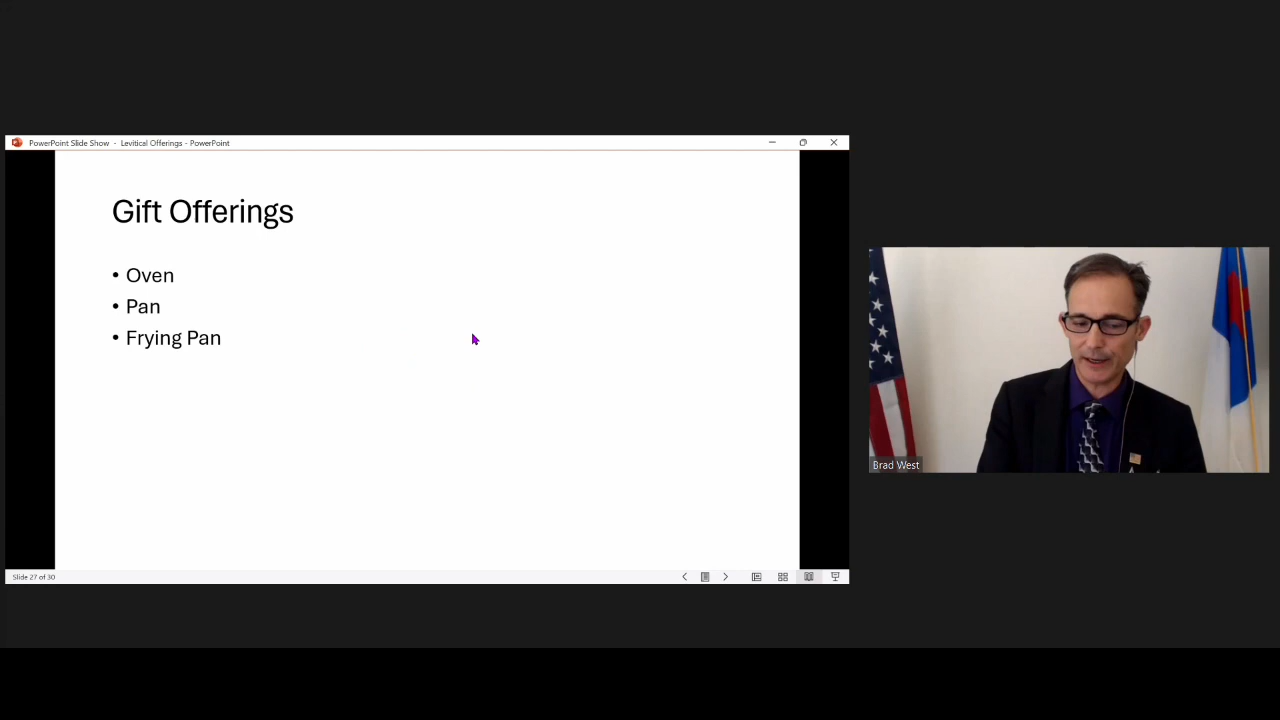 PowerPoint Slide Show - Levitical Offerings - PowerPoint
Gift Offerings
• Oven
• Pan
• Frying Pan
Brad West
Slide 27 of 30